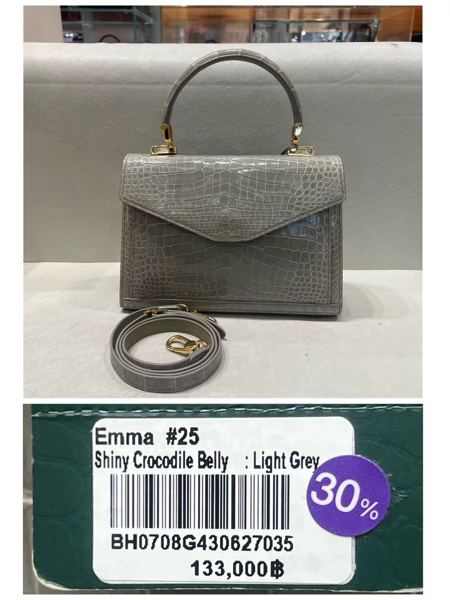 Emma #25
Shiny Crocodile Belly : Light Grey
30%
BH0708G430627035
133,000฿